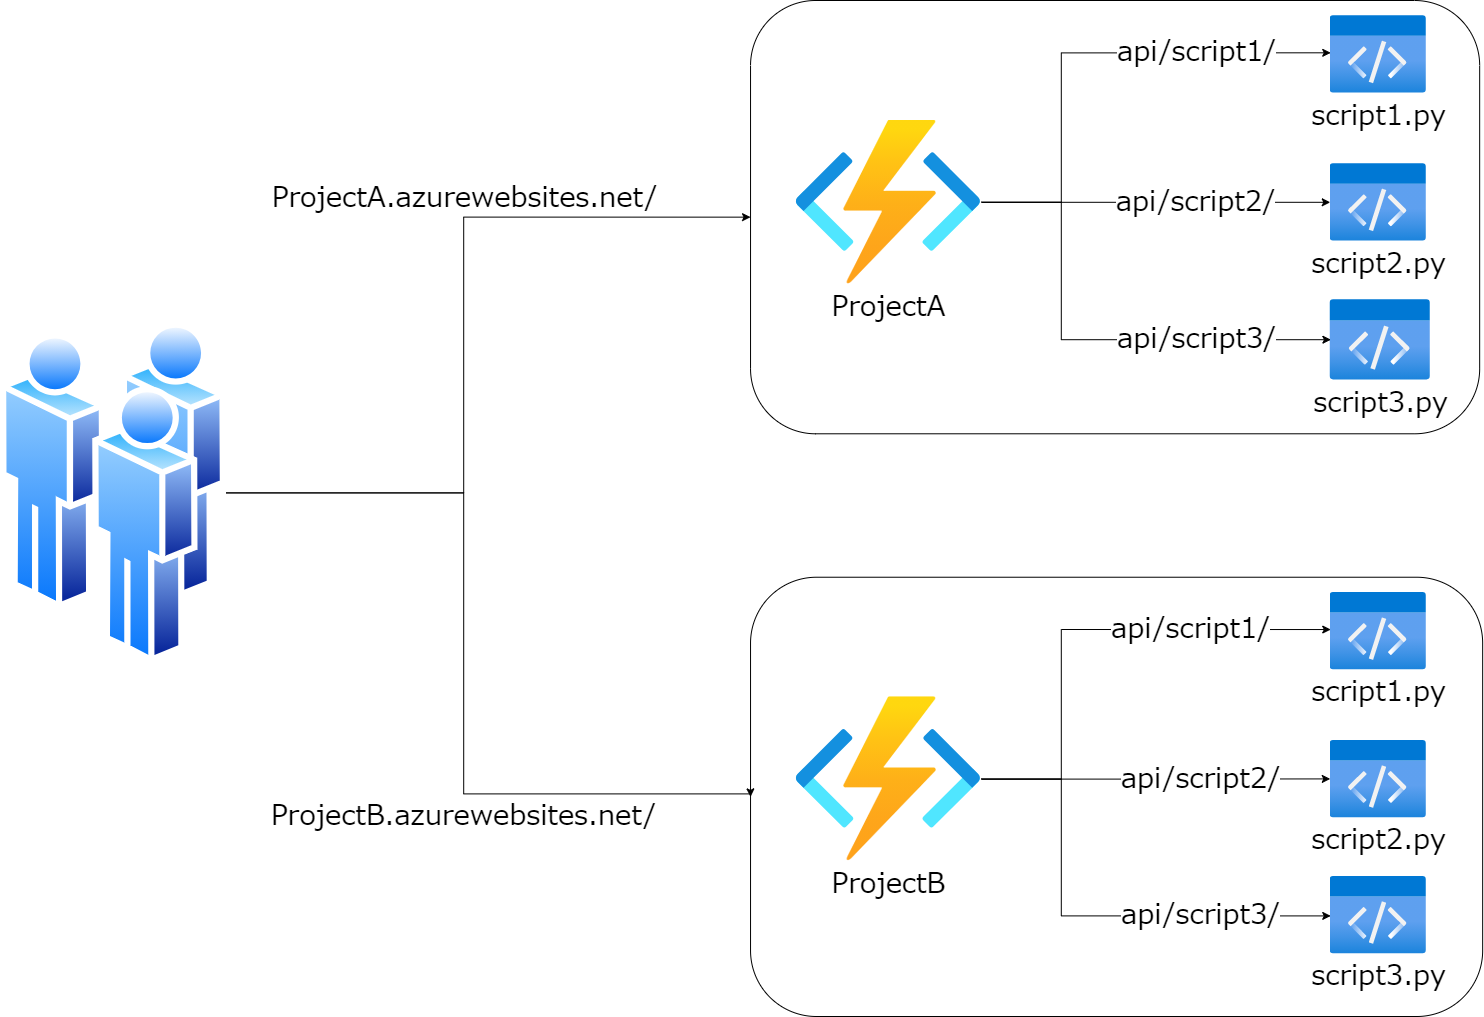 ProjectA.azurewebsites.net/
ProjectA
api/script1/
script1.py
api/script2/
script2.py
api/script3/
script3.py
ProjectB.azurewebsites.net/
ProjectB
api/script1/
script1.py
api/script2/
script2.py
api/script3/
script3.py